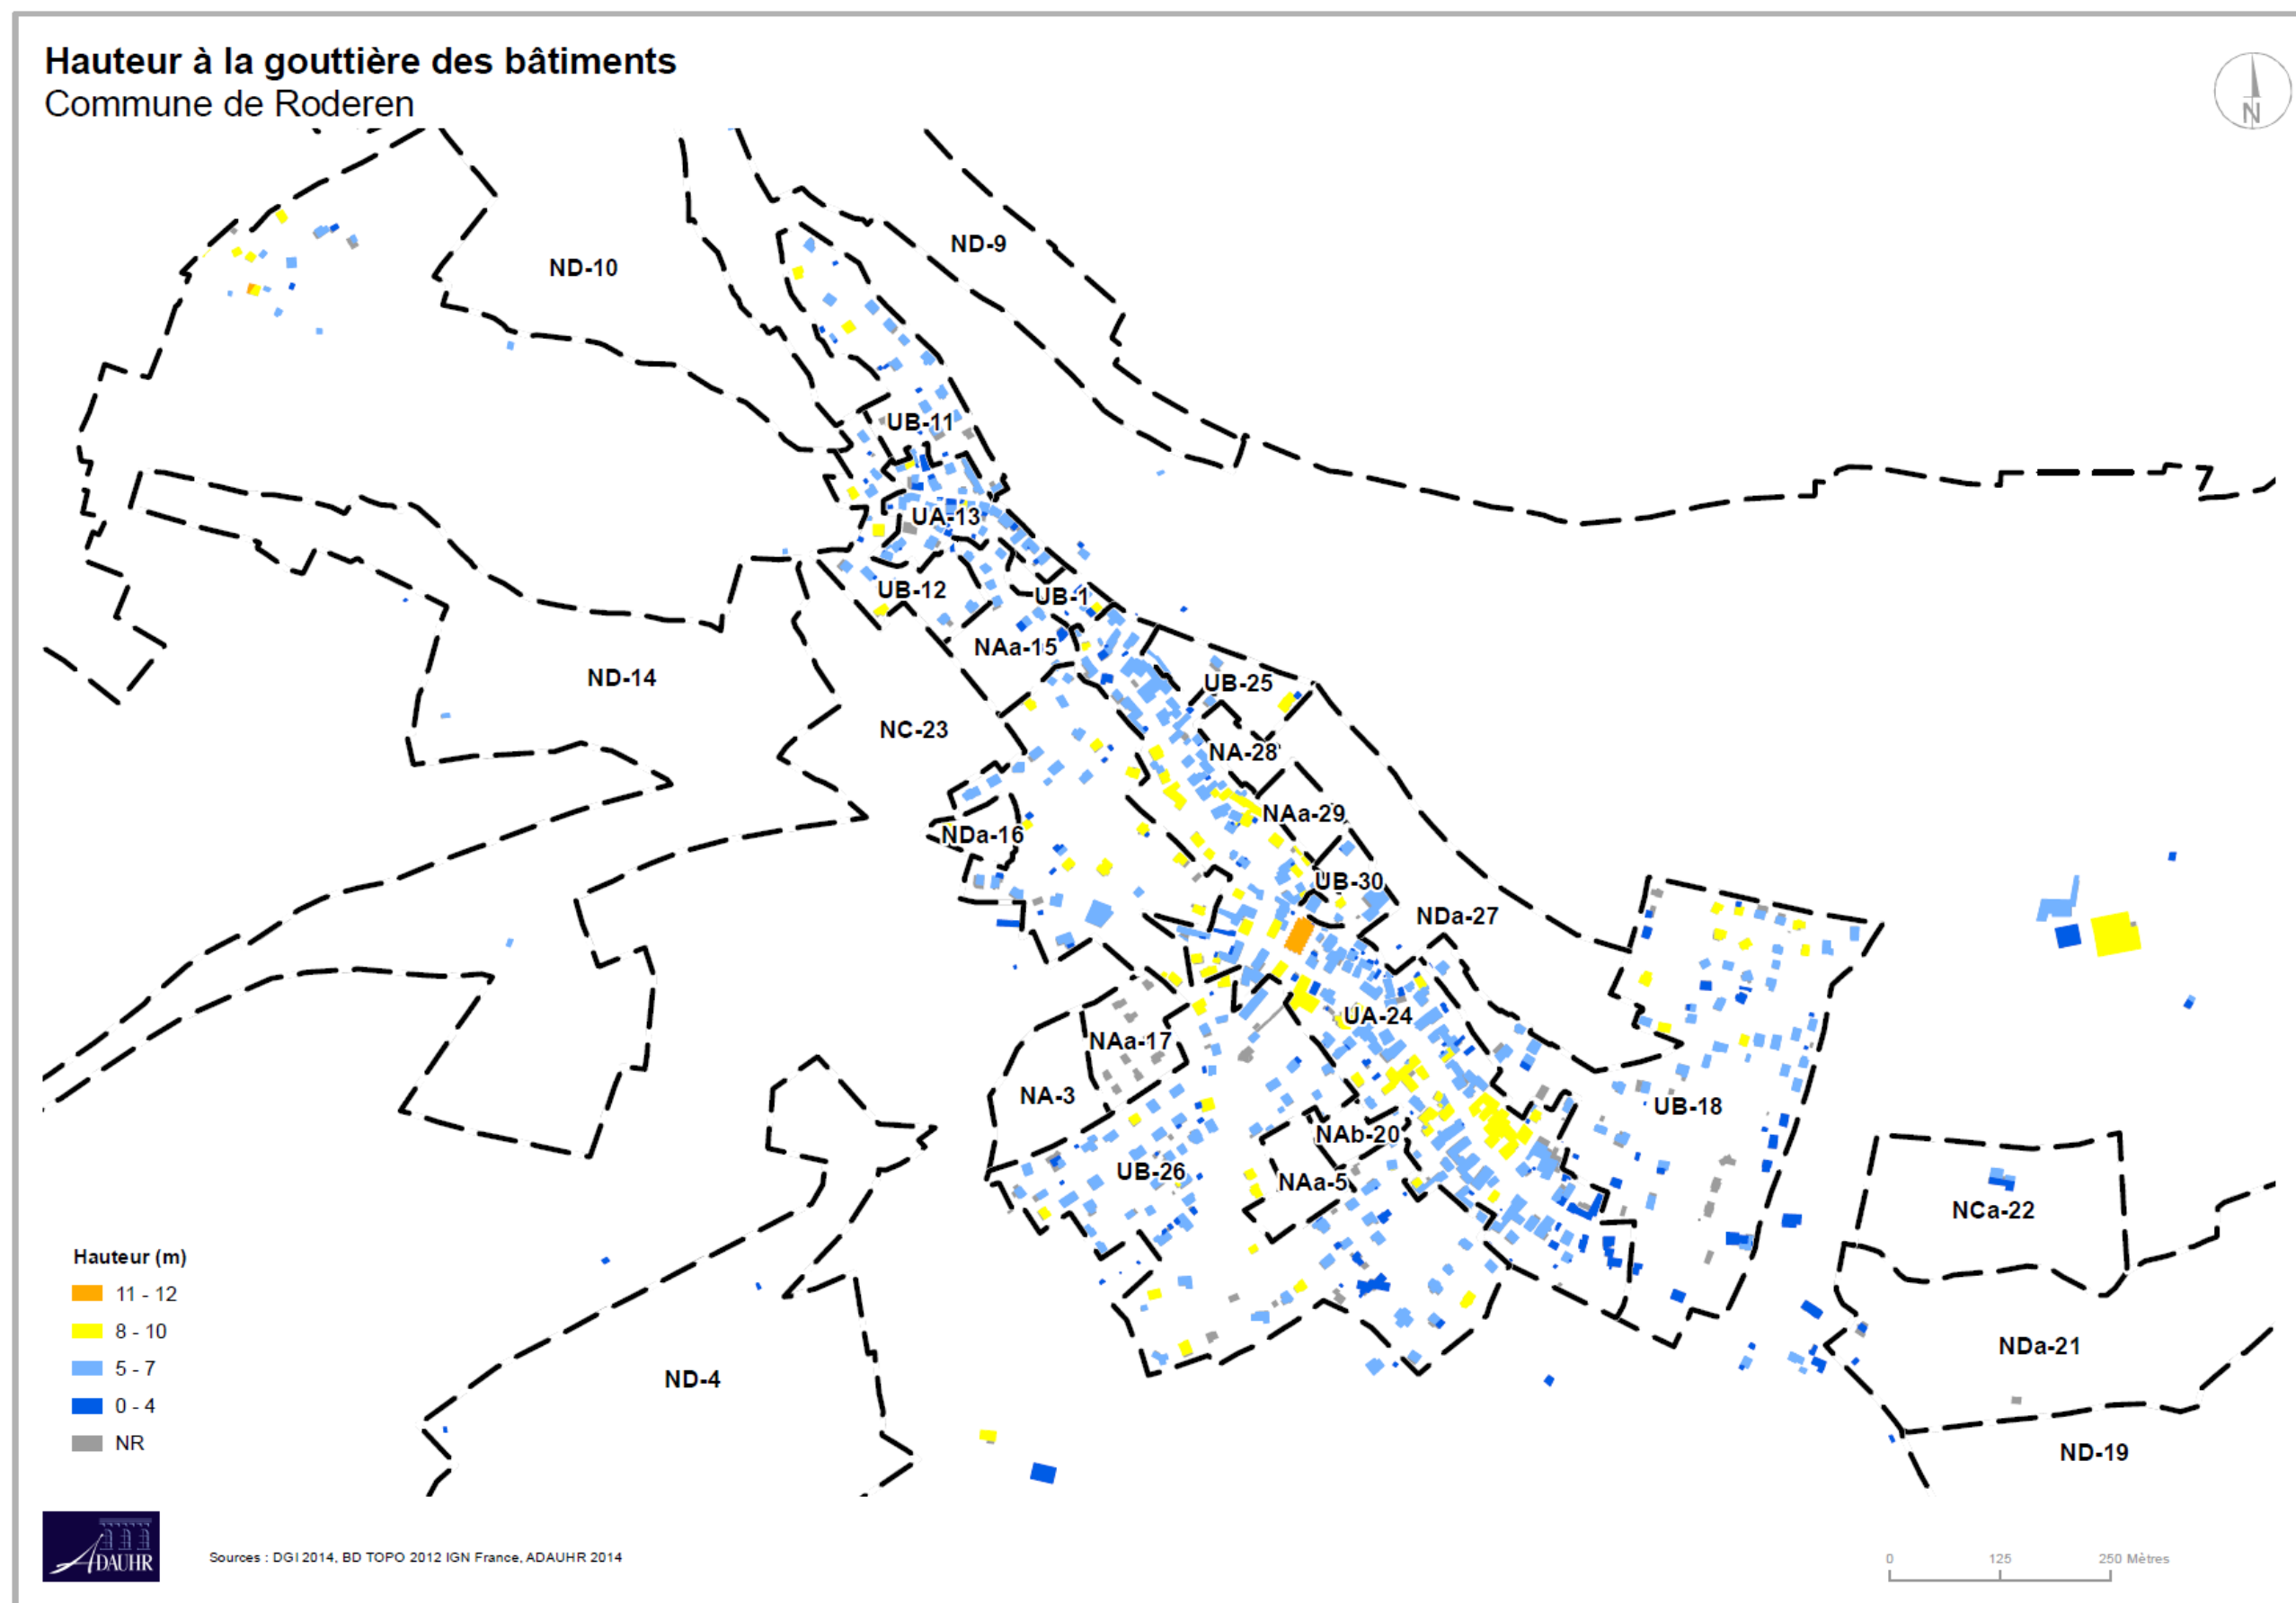 Hauteur à la gouttière des bâtiments
Commune de Roderen
N
ND-9
ND-10
UB-11
UA-13
UB-12
UB-1
NAa-15
ND-14
UB-25
NC-23
NA-28
NAa-29
NDa-16
UB-30
NDa-27
UA-24
NAa-17
NA-3
UB-18
NAb-20
UB-26
NAa-5
NCa-22
NDa-21
ND-4
ND-19
Hauteur (m)
11 - 12
8 - 10
5 - 7
0 - 4
NR
ADAUHR
Sources : DGI 2014, BD TOPO 2012 IGN France, ADAUHR 2014
0 125 250 Mètres